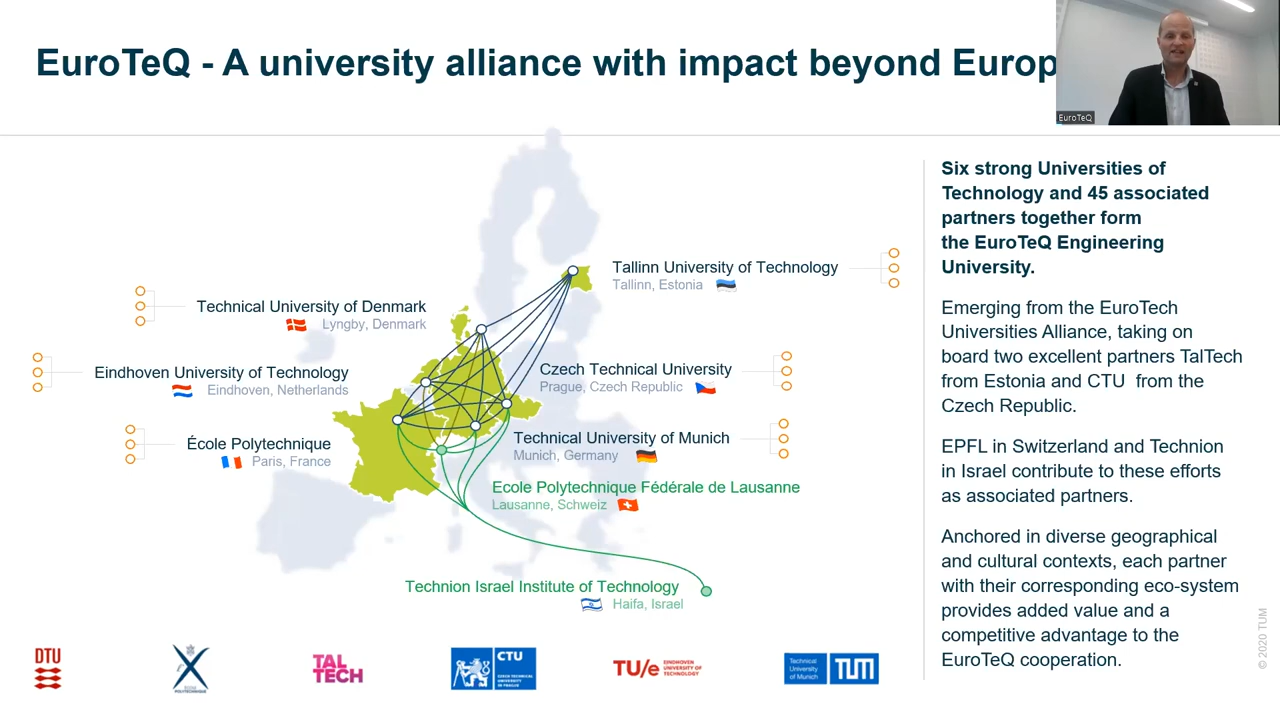 EuroTeQ - A university alliance with impact beyond Europ
EuroTeQ
Tallinn University of Technology
Tallinn, Estonia
Technical University of Denmark
Lyngby, Denmark
Eindhoven University of Technology
Eindhoven, Netherlands
Czech Technical University
Prague, Czech Republic
École Polytechnique
Paris, France
Technical University of Munich
Munich, Germany
Ecole Polytechnique Fédérale de Lausanne
Lausanne, Schweiz
Technion Israel Institute of Technology
Haifa, Israel
Six strong Universities of
Technology and 45 associated
partners together form
the EuroTeQ Engineering
University.
Emerging from the EuroTech
Universities Alliance, taking on
board two excellent partners TalTech
from Estonia and CTU from the
Czech Republic.
EPFL in Switzerland and Technion
in Israel contribute to these efforts
as associated partners.
Anchored in diverse geographical
and cultural contexts, each partner
with their corresponding eco-system
provides added value and a
competitive advantage to the
EuroTeQ cooperation.
© 2020 TUM
DTU
X
POLYTECHNIQUE
TAL
TECH
CTU
CZECH TECHNICAL
UNIVERSITY
IN PRAGUE
TU/e
EINDHOVEN
UNIVERSITY OF
TECHNOLOGY
Technical
University
of Munich
TUM